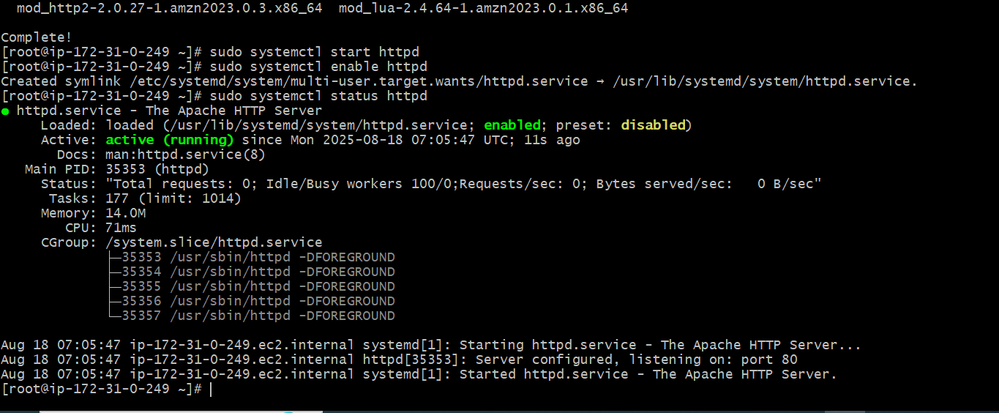 mod_http2-2.0.27-1.amzn2023.0.3.x86_64  mod_lua-2.4.64-1.amzn2023.0.1.x86_64
Complete!
[root@ip-172-31-0-249 ~]# sudo systemctl start httpd
[root@ip-172-31-0-249 ~]# sudo systemctl enable httpd
Created symlink /etc/systemd/system/multi-user.target.wants/httpd.service → /usr/lib/systemd/system/httpd.service.
[root@ip-172-31-0-249 ~]# sudo systemctl status httpd
● httpd.service - The Apache HTTP Server
Loaded: loaded (/usr/lib/systemd/system/httpd.service; enabled; preset: disabled)
Active: active (running) since Mon 2025-08-18 07:05:47 UTC; 11s ago
Docs: man:httpd.service(8)
Main PID: 35353 (httpd)
Status: "Total requests: 0; Idle/Busy workers 100/0;Requests/sec: 0; Bytes served/sec:   0 B/sec"
Tasks: 177 (limit: 1014)
Memory: 14.0M
CPU: 71ms
CGroup: /system.slice/httpd.service
├─35353 /usr/sbin/httpd -DFOREGROUND
├─35354 /usr/sbin/httpd -DFOREGROUND
├─35355 /usr/sbin/httpd -DFOREGROUND
├─35356 /usr/sbin/httpd -DFOREGROUND
└─35357 /usr/sbin/httpd -DFOREGROUND
Aug 18 07:05:47 ip-172-31-0-249.ec2.internal systemd[1]: Starting httpd.service - The Apache HTTP Server...
Aug 18 07:05:47 ip-172-31-0-249.ec2.internal httpd[35353]: Server configured, listening on: port 80
Aug 18 07:05:47 ip-172-31-0-249.ec2.internal systemd[1]: Started httpd.service - The Apache HTTP Server.
[root@ip-172-31-0-249 ~]#